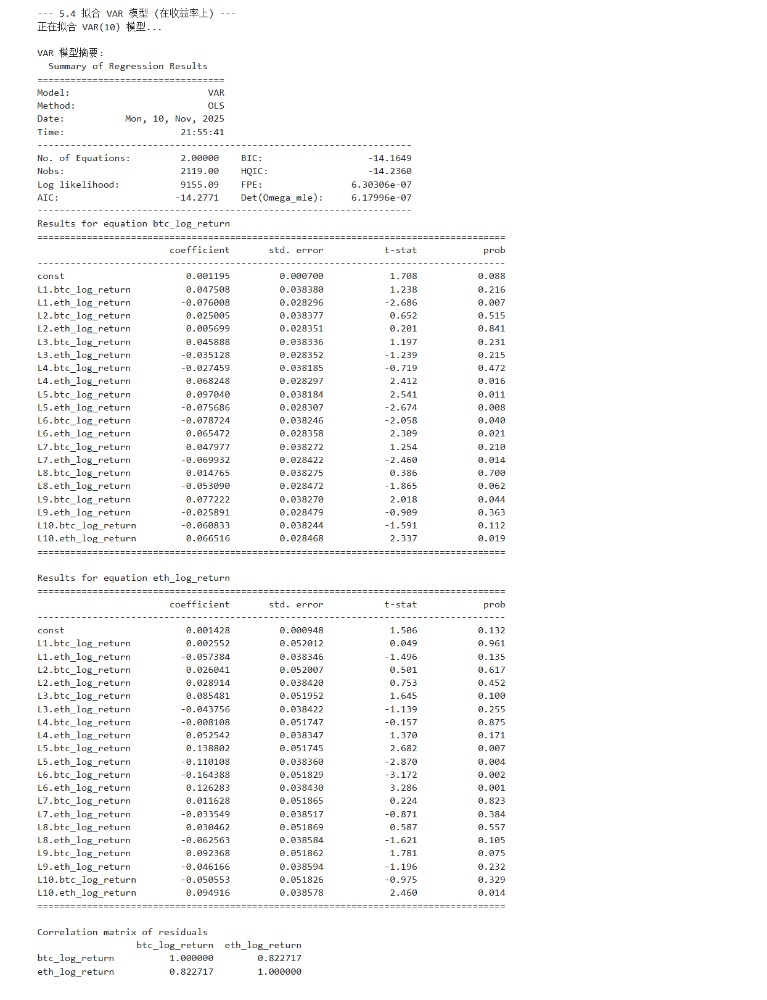 --- 5.4 拟合 VAR 模型 (在收益率上) ---
正在拟合 VAR(10) 模型...
VAR 模型摘要:
Summary of Regression Results
==================================
Model: VAR
Method: OLS
Date: Mon, 10, Nov, 2025
Time: 21:55:41
--------------------------------------------------------------------
No. of Equations: 2.00000 BIC: -14.1649
Nobs: 2119.00 HQIC: -14.2360
Log likelihood: 9155.09 FPE: 6.30306e-07
AIC: -14.2771 Det(Omega_mle): 6.17996e-07
--------------------------------------------------------------------
Results for equation btc_log_return
=====================================================================================
coefficient std. error t-stat prob
-------------------------------------------------------------------------------------
const 0.001195 0.000700 1.708 0.088
L1.btc_log_return 0.047508 0.038380 1.238 0.216
L1.eth_log_return -0.076008 0.028296 -2.686 0.007
L2.btc_log_return 0.025005 0.038377 0.652 0.515
L2.eth_log_return 0.005699 0.028351 0.201 0.841
L3.btc_log_return 0.045888 0.038336 1.197 0.231
L3.eth_log_return -0.035128 0.028352 -1.239 0.215
L4.btc_log_return -0.027459 0.038185 -0.719 0.472
L4.eth_log_return 0.068248 0.028297 2.412 0.016
L5.btc_log_return 0.097040 0.038184 2.541 0.011
L5.eth_log_return -0.075686 0.028307 -2.674 0.008
L6.btc_log_return -0.078724 0.038246 -2.058 0.040
L6.eth_log_return 0.065472 0.028358 2.309 0.021
L7.btc_log_return 0.047977 0.038272 1.254 0.210
L7.eth_log_return -0.069932 0.028422 -2.460 0.014
L8.btc_log_return 0.014765 0.038275 0.386 0.700
L8.eth_log_return -0.053090 0.028472 -1.865 0.062
L9.btc_log_return 0.077222 0.038270 2.018 0.044
L9.eth_log_return -0.025891 0.028479 -0.909 0.363
L10.btc_log_return -0.060833 0.038244 -1.591 0.112
L10.eth_log_return 0.066516 0.028468 2.337 0.019
=====================================================================================
Results for equation eth_log_return
=====================================================================================
coefficient std. error t-stat prob
-------------------------------------------------------------------------------------
const 0.001428 0.000948 1.506 0.132
L1.btc_log_return 0.002552 0.052012 0.049 0.961
L1.eth_log_return -0.057384 0.038346 -1.496 0.135
L2.btc_log_return 0.026041 0.052007 0.501 0.617
L2.eth_log_return 0.028914 0.038420 0.753 0.452
L3.btc_log_return 0.085481 0.051952 1.645 0.100
L3.eth_log_return -0.043756 0.038422 -1.139 0.255
L4.btc_log_return -0.008108 0.051747 -0.157 0.875
L4.eth_log_return 0.052542 0.038347 1.370 0.171
L5.btc_log_return 0.138802 0.051745 2.682 0.007
L5.eth_log_return -0.110108 0.038360 -2.870 0.004
L6.btc_log_return -0.164388 0.051829 -3.172 0.002
L6.eth_log_return 0.126283 0.038430 3.286 0.001
L7.btc_log_return 0.011628 0.051865 0.224 0.823
L7.eth_log_return -0.033549 0.038517 -0.871 0.384
L8.btc_log_return 0.030462 0.051869 0.587 0.557
L8.eth_log_return -0.062563 0.038584 -1.621 0.105
L9.btc_log_return 0.092368 0.051862 1.781 0.075
L9.eth_log_return -0.046166 0.038594 -1.196 0.232
L10.btc_log_return -0.050553 0.051826 -0.975 0.329
L10.eth_log_return 0.094916 0.038578 2.460 0.014
=====================================================================================
Correlation matrix of residuals
btc_log_return eth_log_return
btc_log_return 1.000000 0.822717
eth_log_return 0.822717 1.000000